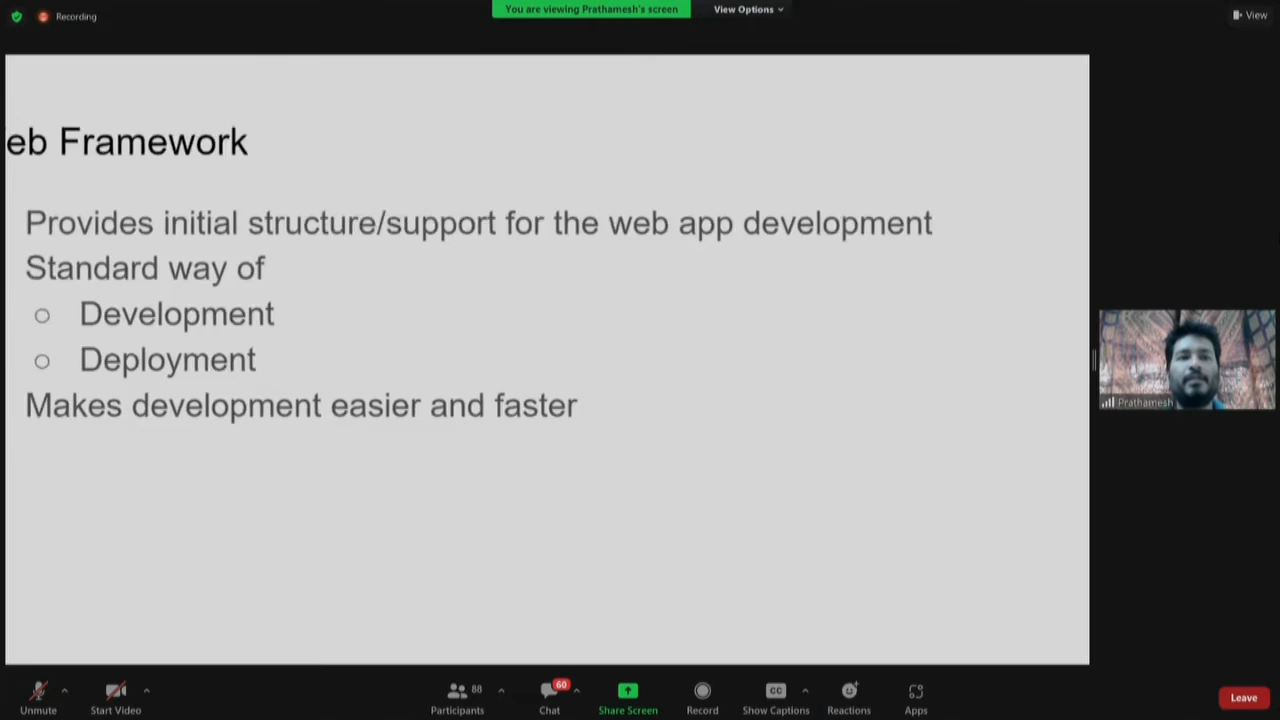 Recording
You are viewing Prathamesh's screen
View Options
View
eb Framework
Provides initial structure/support for the web app development
Standard way of
○ Development
○ Deployment
Makes development easier and faster
Prathamesh
Unmute
Start Video
Participants
88
Chat
60
Share Screen
Record
CC
Show Captions
Reactions
Apps
Leave